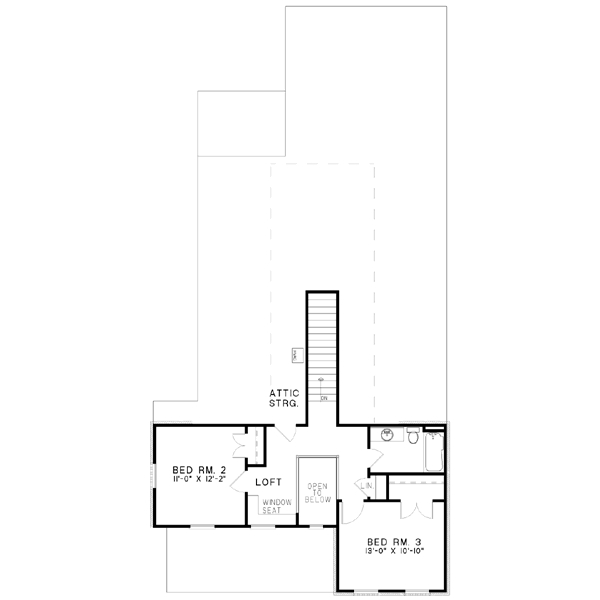 ATTIC
STRG.
DN
BED RM. 2
11'-0" X 12'-2"
LOFT
WINDOW
SEAT
OPEN
TO
BELOW
LIN
BED RM. 3
13'-0" X 10'-10"